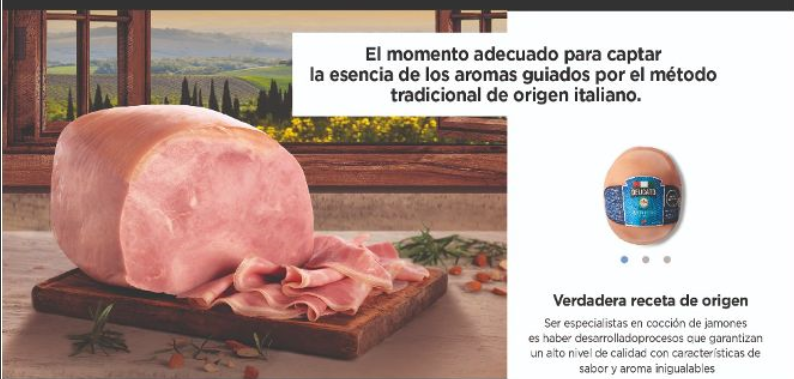 El momento adecuado para captar
la esencia de los aromas guiados por el método
tradicional de origen italiano.
DELICATO
Verdadera receta de origen
Ser especialistas en cocción de jamones
es haber desarrolladoprocesos que garantizan
un alto nivel de calidad con características de
sabor y aroma inigualables